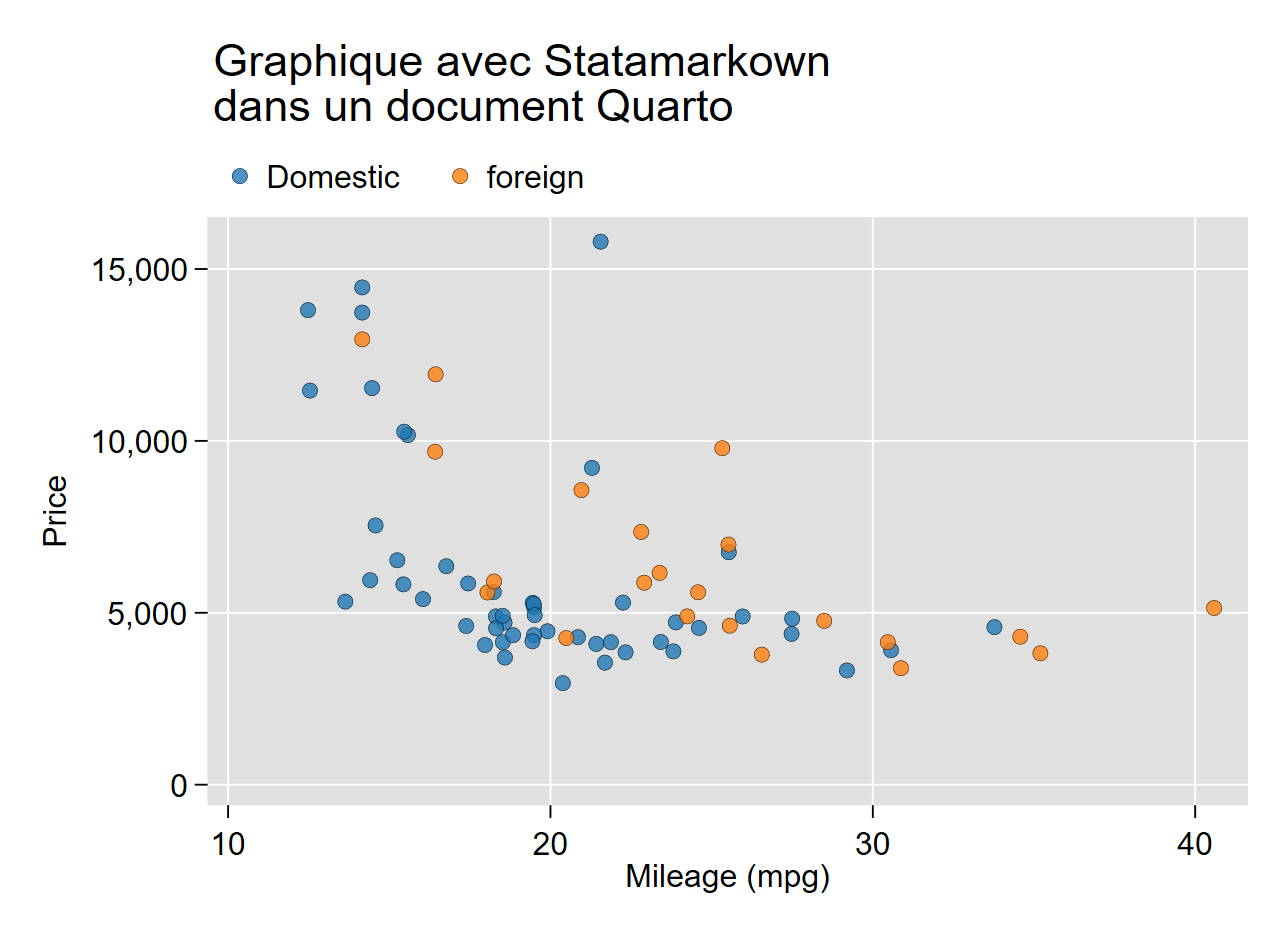 Graphique avec Statamarkown
dans un document Quarto
Domestic
foreign
15,000
10,000
5,000
0
Price
10
20
30
40
Mileage (mpg)